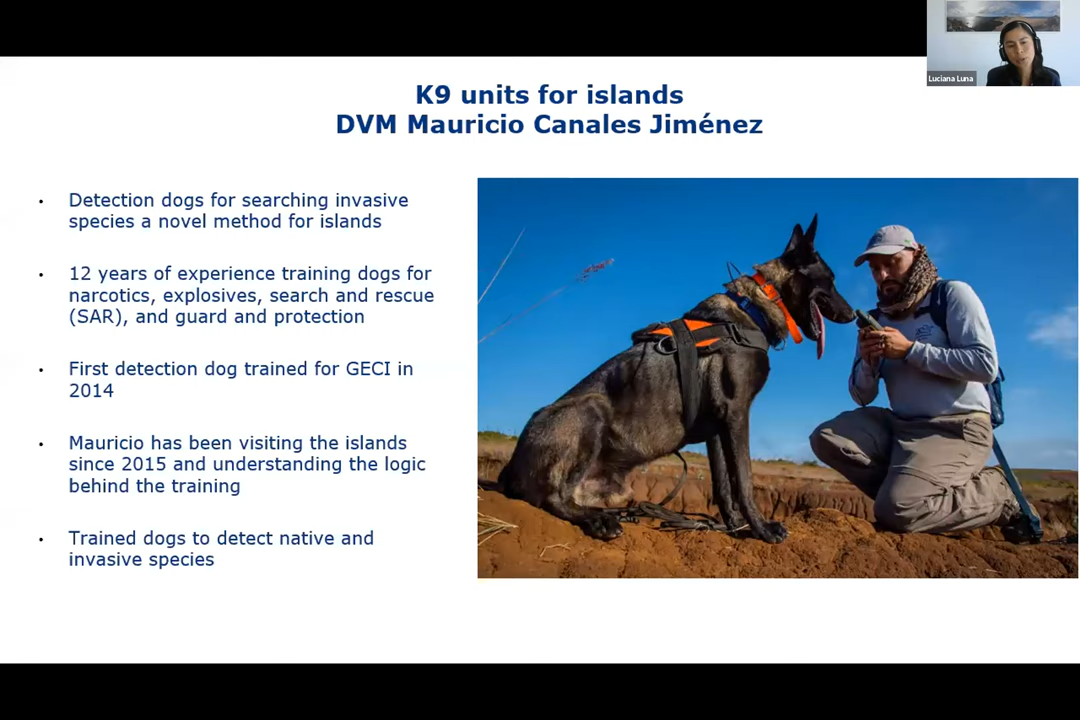 Luciana Luna
K9 units for islands
DVM Mauricio Canales Jiménez
• Detection dogs for searching invasive
species a novel method for islands
• 12 years of experience training dogs for
narcotics, explosives, search and rescue
(SAR), and guard and protection
• First detection dog trained for GECI in
2014
• Mauricio has been visiting the islands
since 2015 and understanding the logic
behind the training
• Trained dogs to detect native and
invasive species